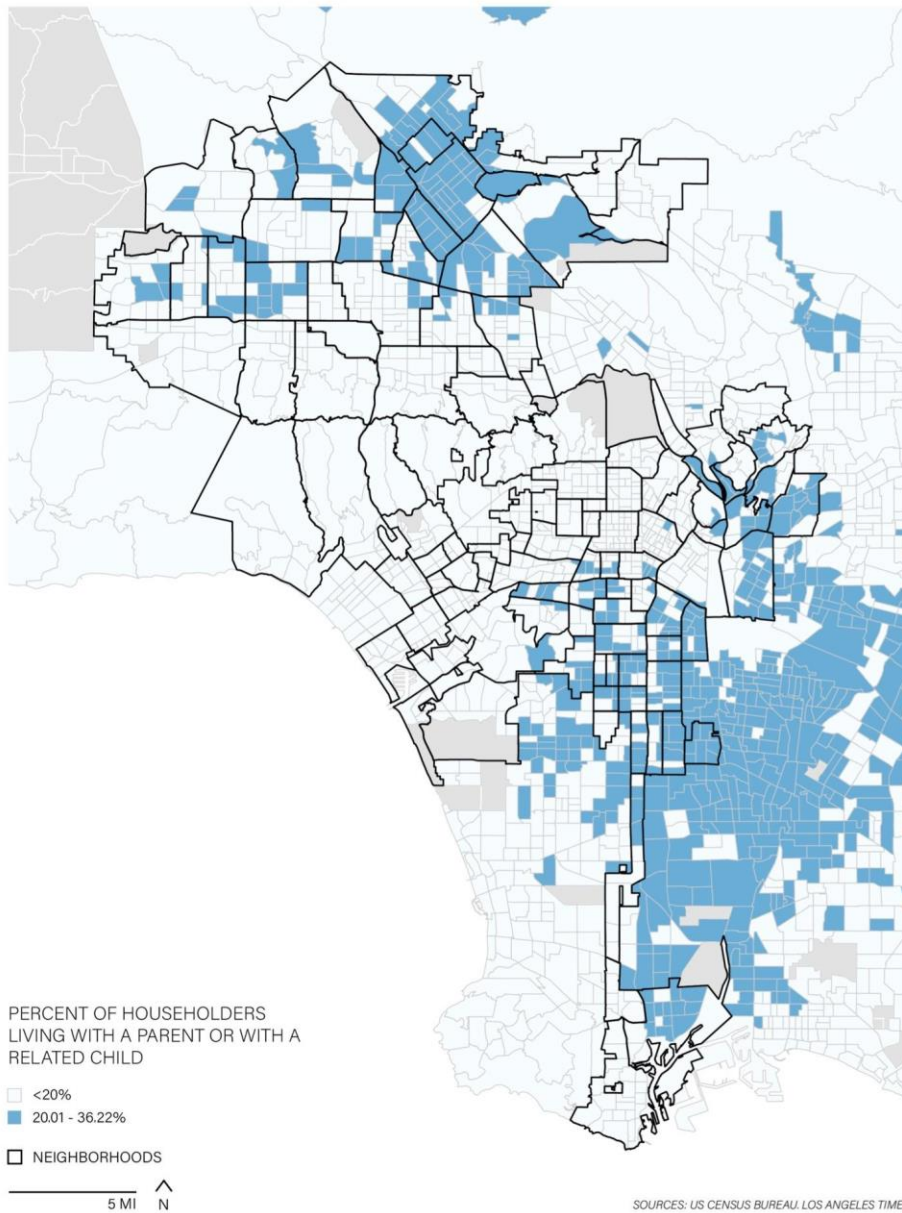 PERCENT OF HOUSEHOLDERS
LIVING WITH A PARENT OR WITH A
RELATED CHILD
<20%
20.01 - 36.22%
NEIGHBORHOODS
5 MI
N
SOURCES: US CENSUS BUREAU. LOS ANGELES TIME